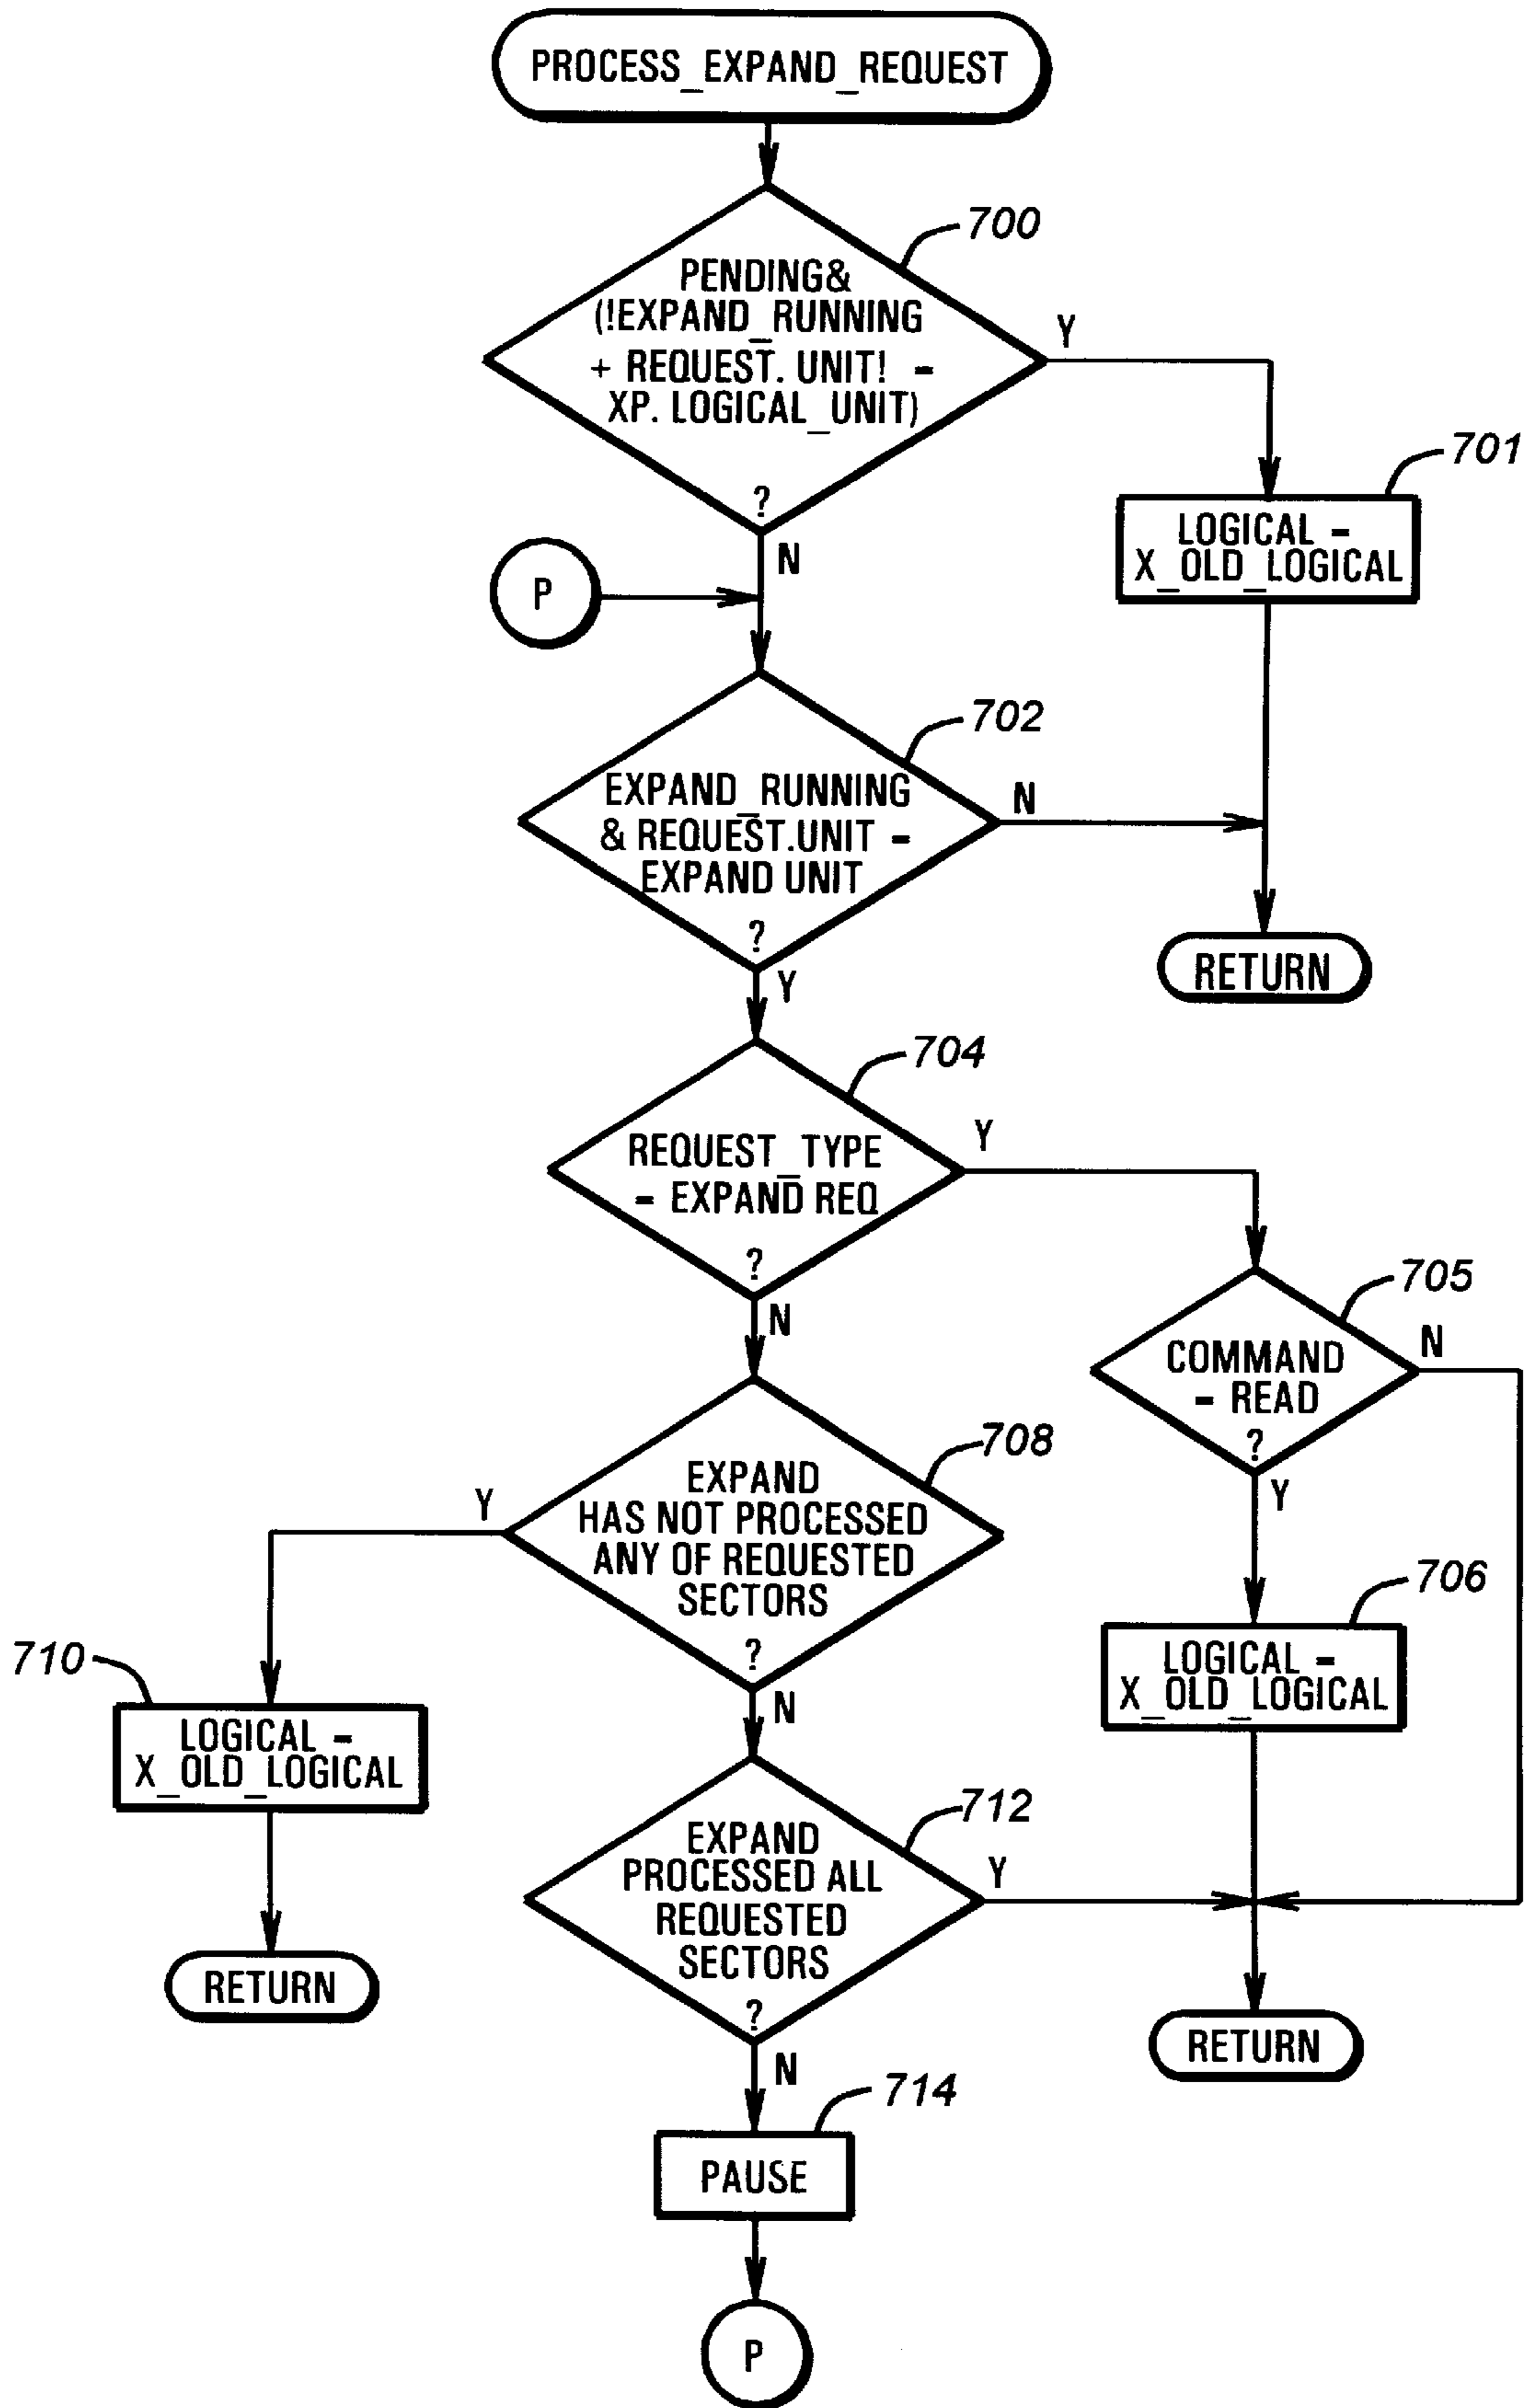 PROCESS_EXPAND_REQUEST
700
PENDING&
(!EXPAND_RUNNING
+ REQUEST. UNIT! =
XP. LOGICAL_UNIT)
?
Y
N
701
LOGICAL =
X_OLD_LOGICAL
P
702
EXPAND_RUNNING
& REQUEST.UNIT =
EXPAND UNIT
?
N
Y
RETURN
704
REQUEST_TYPE
= EXPAND REQ
?
Y
N
705
COMMAND
= READ
?
N
Y
708
EXPAND
HAS NOT PROCESSED
ANY OF REQUESTED
SECTORS
?
Y
N
706
LOGICAL =
X_OLD_LOGICAL
710
LOGICAL =
X_OLD_LOGICAL
RETURN
712
EXPAND
PROCESSED ALL
REQUESTED
SECTORS
?
Y
N
RETURN
714
PAUSE
P